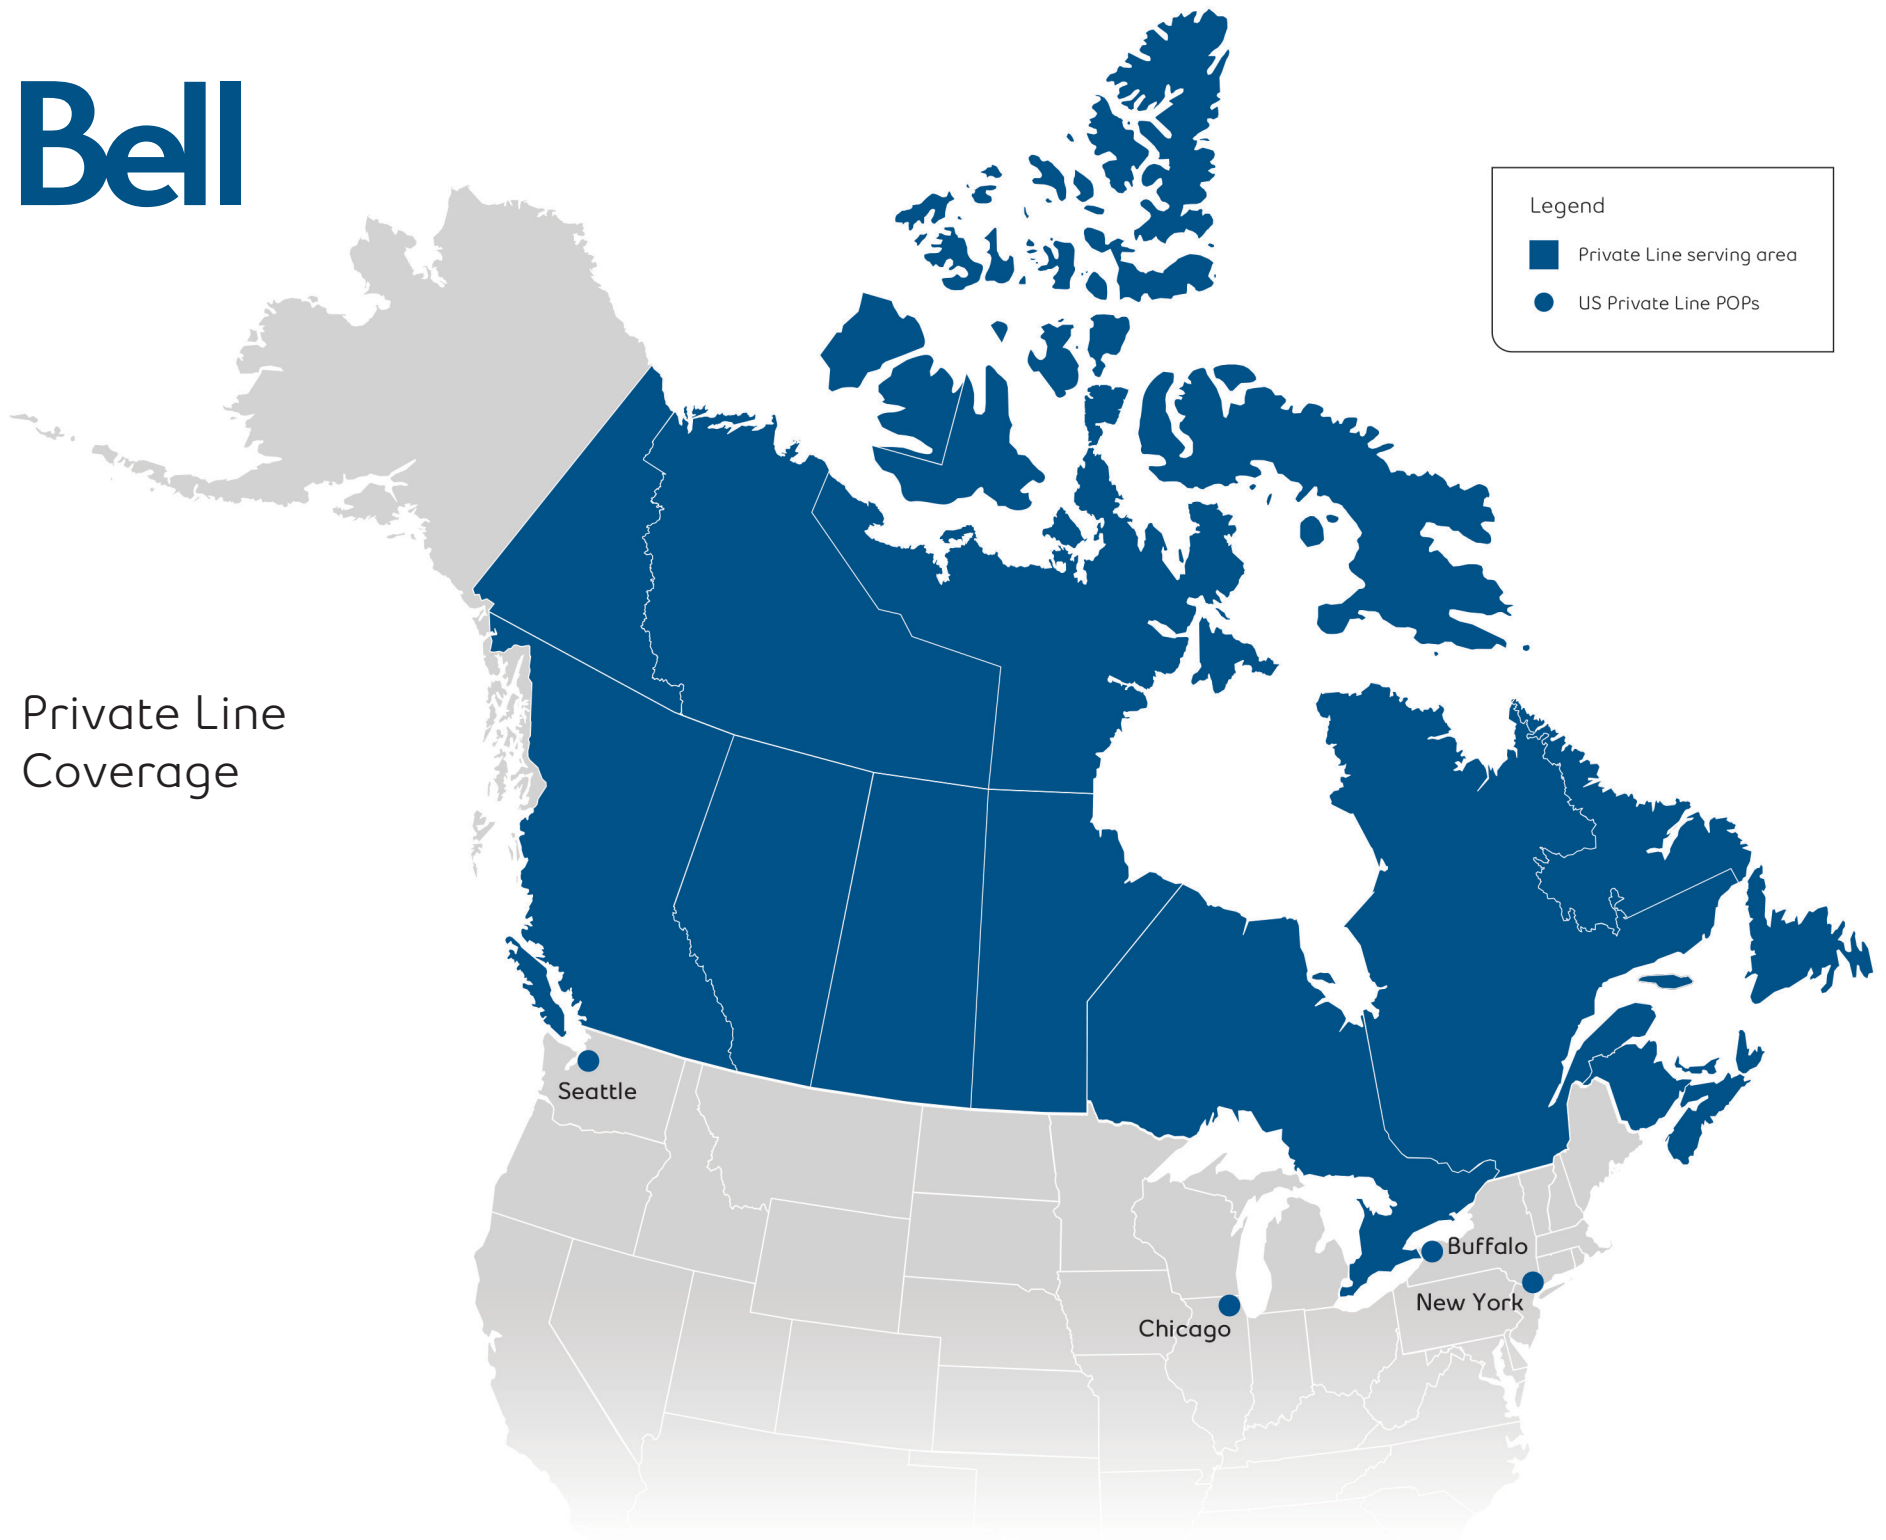 Bell
Legend
Private Line serving area
US Private Line POPs
Private Line
Coverage
Seattle
Buffalo
New York
Chicago